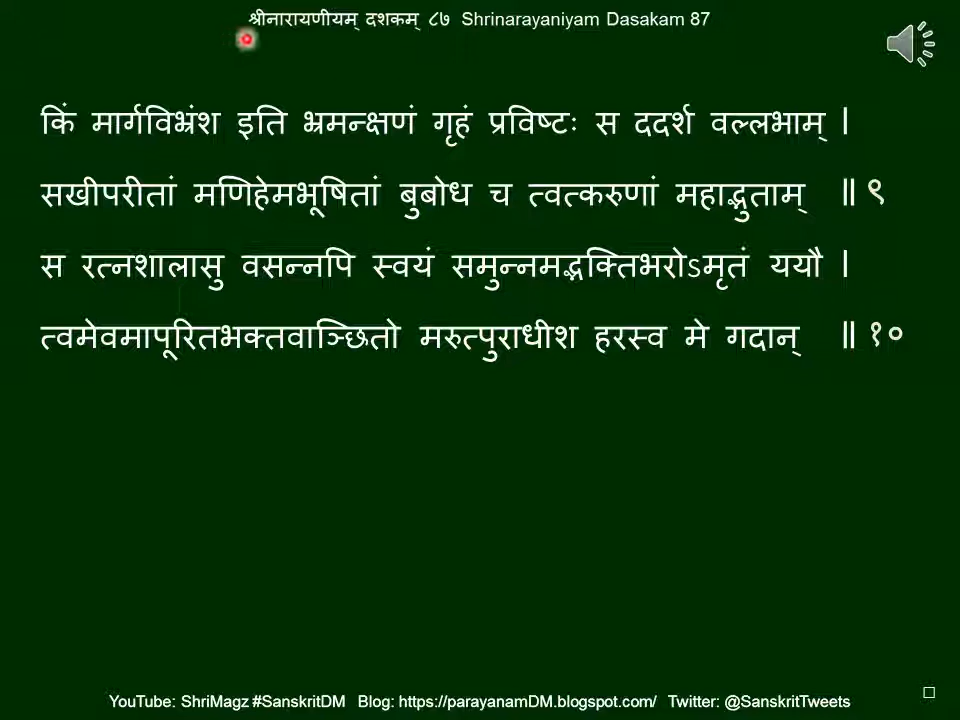 श्रीनारायणीयम् दशकम् ८७ Shrinarayaniyam Dasakam 87
किं मार्गविभ्रंश इति भ्रमन्क्षणं गृहं प्रविष्टः स ददर्श वल्लभाम् ।
सखीपरीतां मणिहेमभूषितां बुबोध च त्वत्करुणां महाद्भुताम् ॥ ९
स रत्नशालासु वसन्नपि स्वयं समुन्नमद्भक्तिभरोऽमृतं ययौ ।
त्वमेवमापूरितभक्तवाञ्छितो मरुत्पुराधीश हरस्व मे गदान् ॥ १०
YouTube: ShriMagz #SanskritDM Blog: https://parayanamDM.blogspot.com/ Twitter: @SanskritTweets